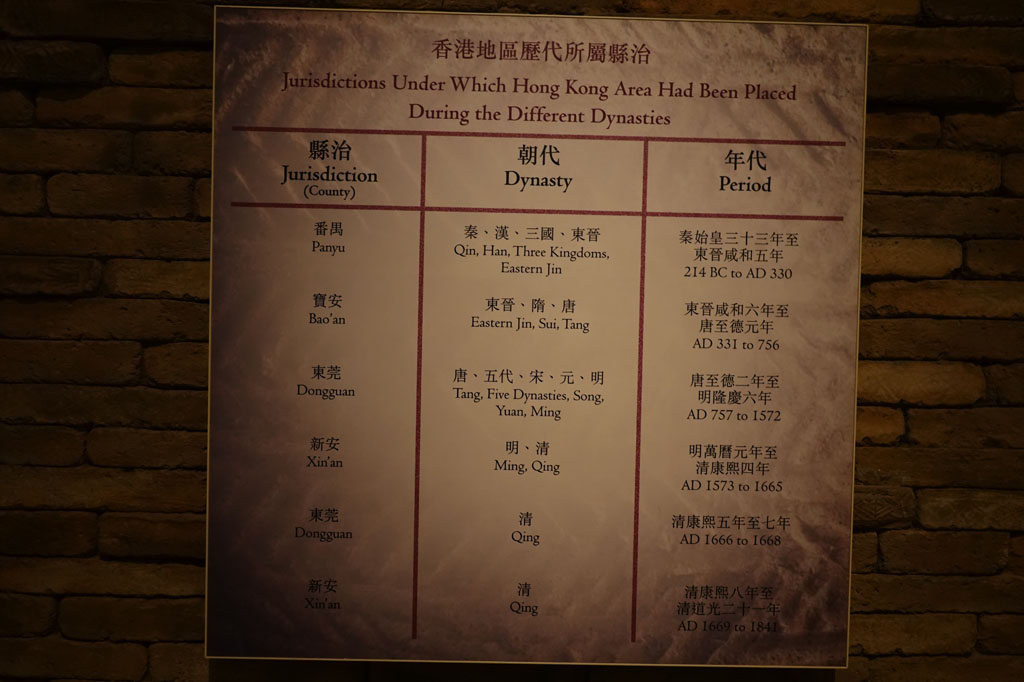 香港地區歷代所屬縣治
Jurisdictions Under Which Hong Kong Area Had Been Placed
During the Different Dynasties
縣治
Jurisdiction
(County)
朝代
Dynasty
年代
Period
番禺
Panyu
秦、漢、三國、東晉
Qin, Han, Three Kingdoms,
Eastern Jin
秦始皇三十三年至
東晉咸和五年
214 BC to AD 330
寶安
Bao'an
東晉、隋、唐
Eastern Jin, Sui, Tang
東晉咸和六年至
唐至德元年
AD 331 to 756
東莞
Dongguan
唐、五代、宋、元、明
Tang, Five Dynasties, Song,
Yuan, Ming
唐至德二年至
明隆慶六年
AD 757 to 1572
新安
Xin'an
明、清
Ming, Qing
明萬曆元年至
清康熙四年
AD 1573 to 1665
東莞
Dongguan
清
Qing
清康熙五年至七年
AD 1666 to 1668
新安
Xin'an
清
Qing
清康熙八年至
清道光二十一年
AD 1669 to 1841